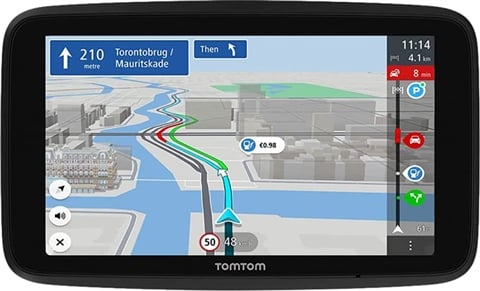 210
metre
Torontobrug /
Mauritskade
Then
11:14
4.1 km
8 min
P
€0.98
50
48
TOMTOM